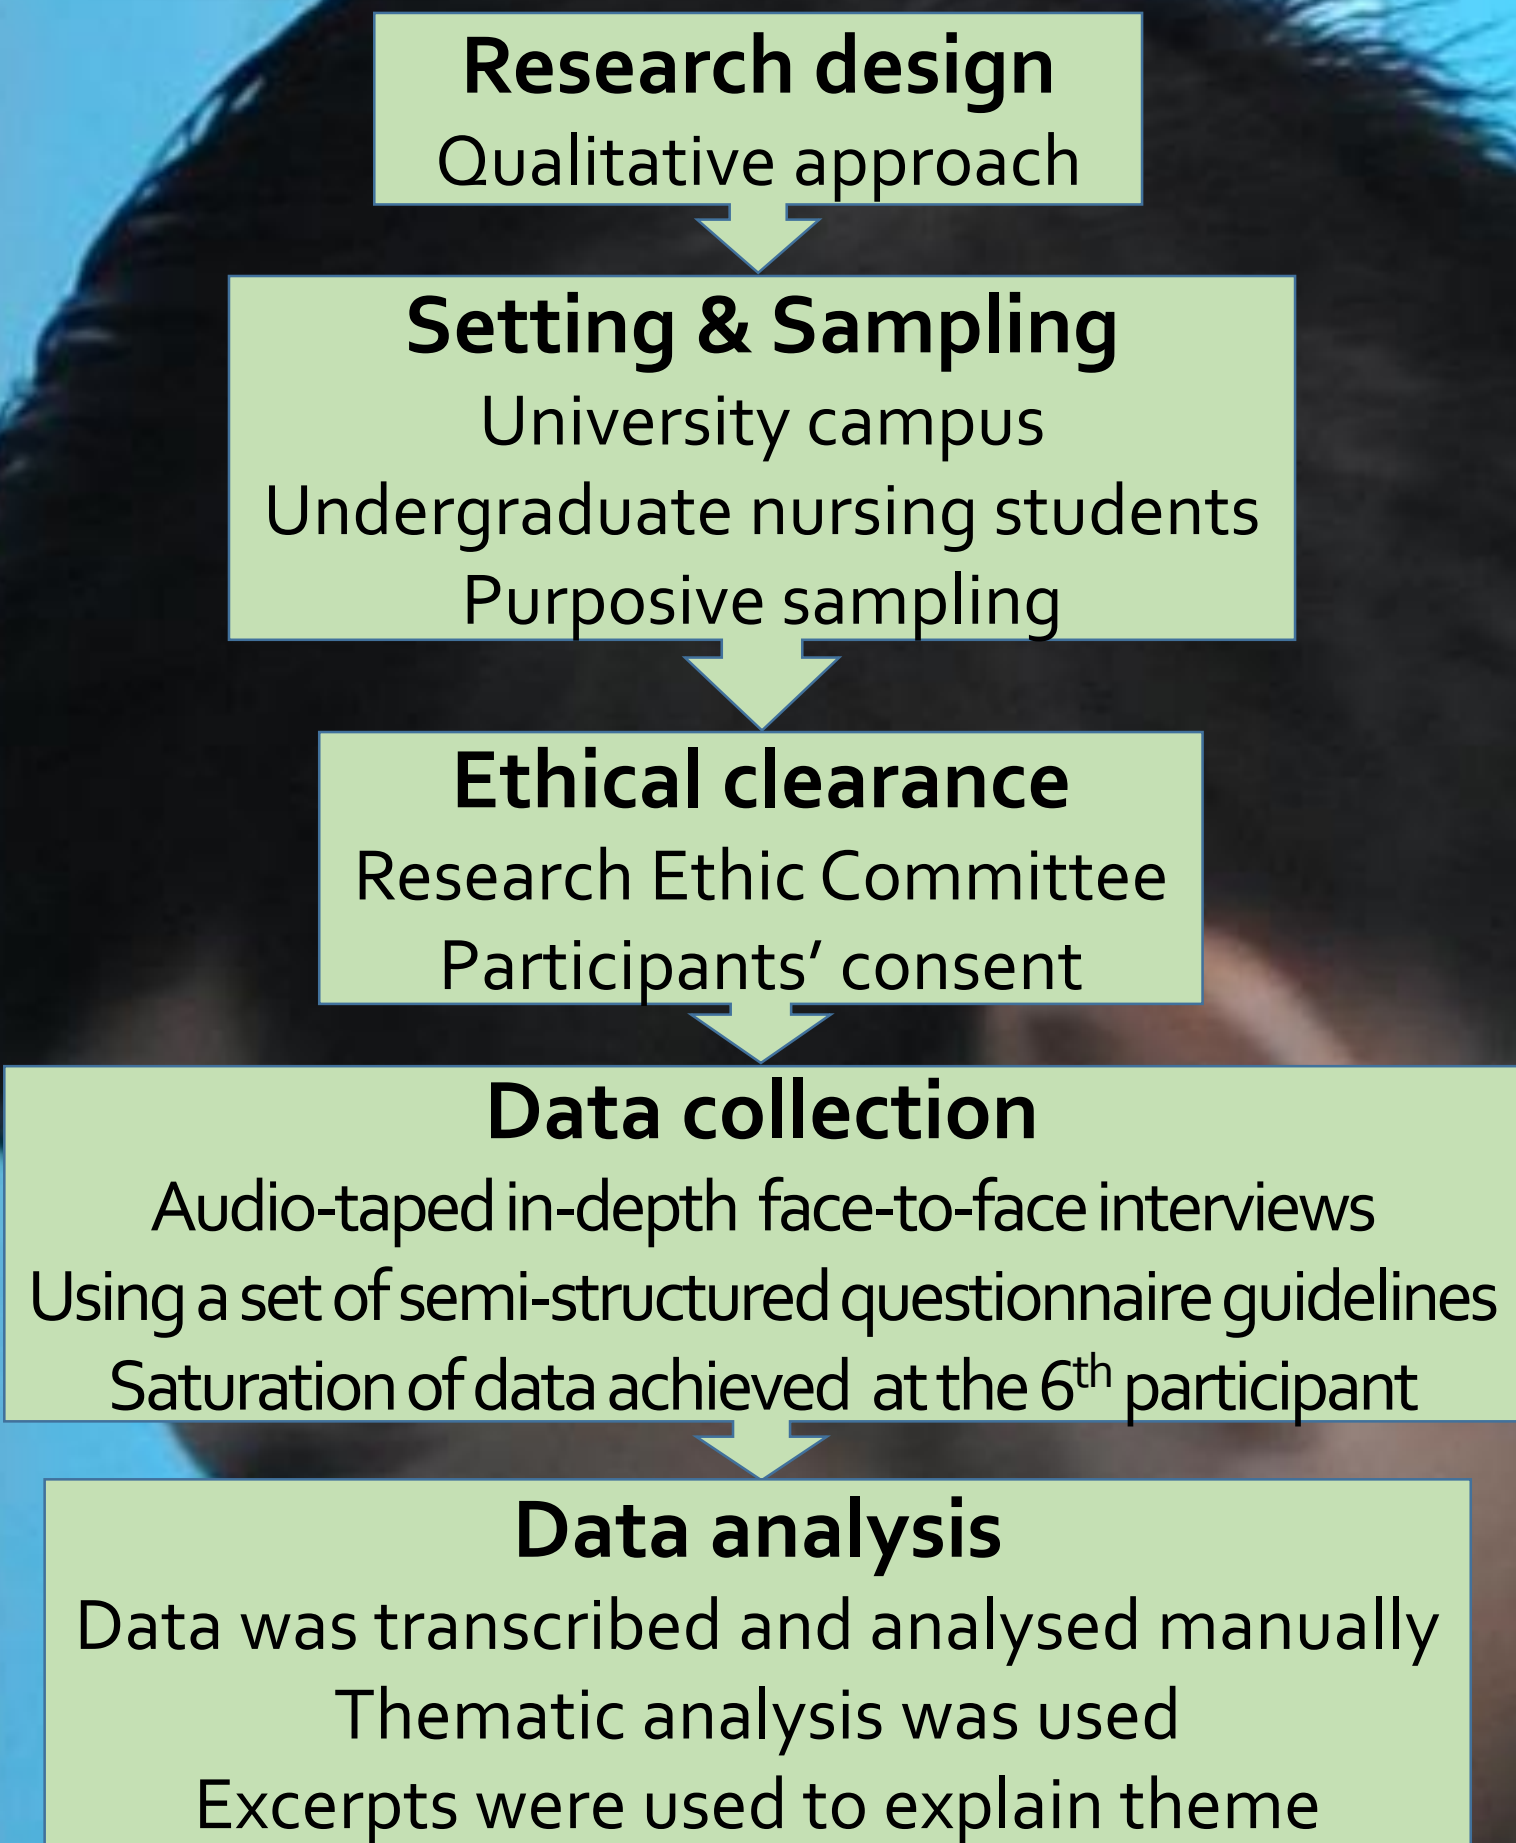 Research design
Qualitative approach
Setting & Sampling
University campus
Undergraduate nursing students
Purposive sampling
Ethical clearance
Research Ethic Committee
Participants’ consent
Data collection
Audio-taped in-depth face-to-face interviews
Using a set of semi-structured questionnaire guidelines
Saturation of data achieved at the 6th participant
Data analysis
Data was transcribed and analysed manually
Thematic analysis was used
Excerpts were used to explain theme